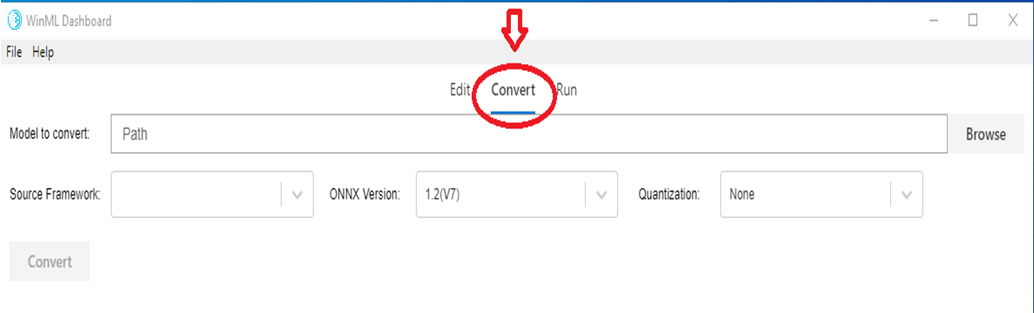 WinML Dashboard
File Help
Edit Convert Run
Model to convert: Path Browse
Source Framework: ONNX Version: 1.2(V7) Quantization: None
Convert